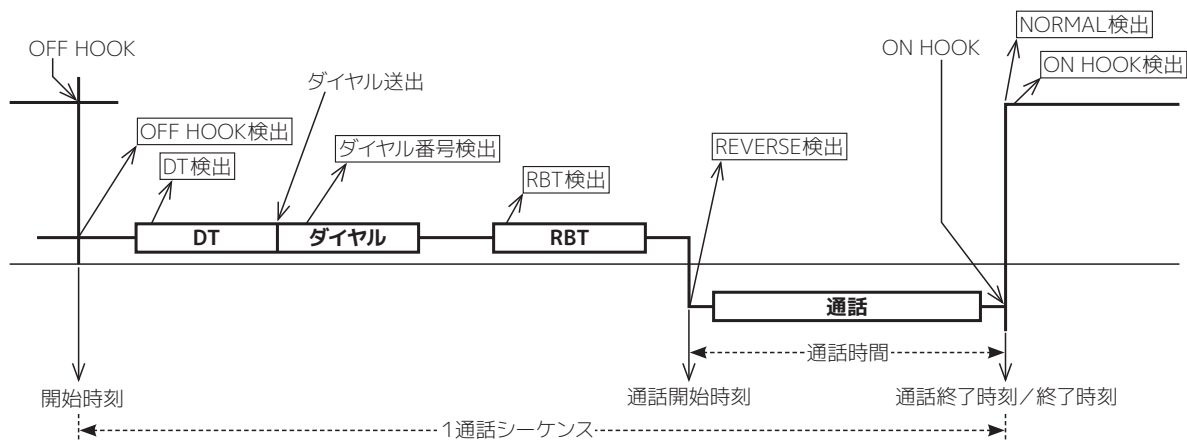 NORMAL検出
OFF HOOK
ON HOOK
ON HOOK検出
ダイヤル送出
OFF HOOK検出
ダイヤル番号検出
REVERSE検出
DT検出
RBT検出
DT
ダイヤル
RBT
通話
通話時間
開始時刻
通話開始時刻
通話終了時刻／終了時刻
1通話シーケンス